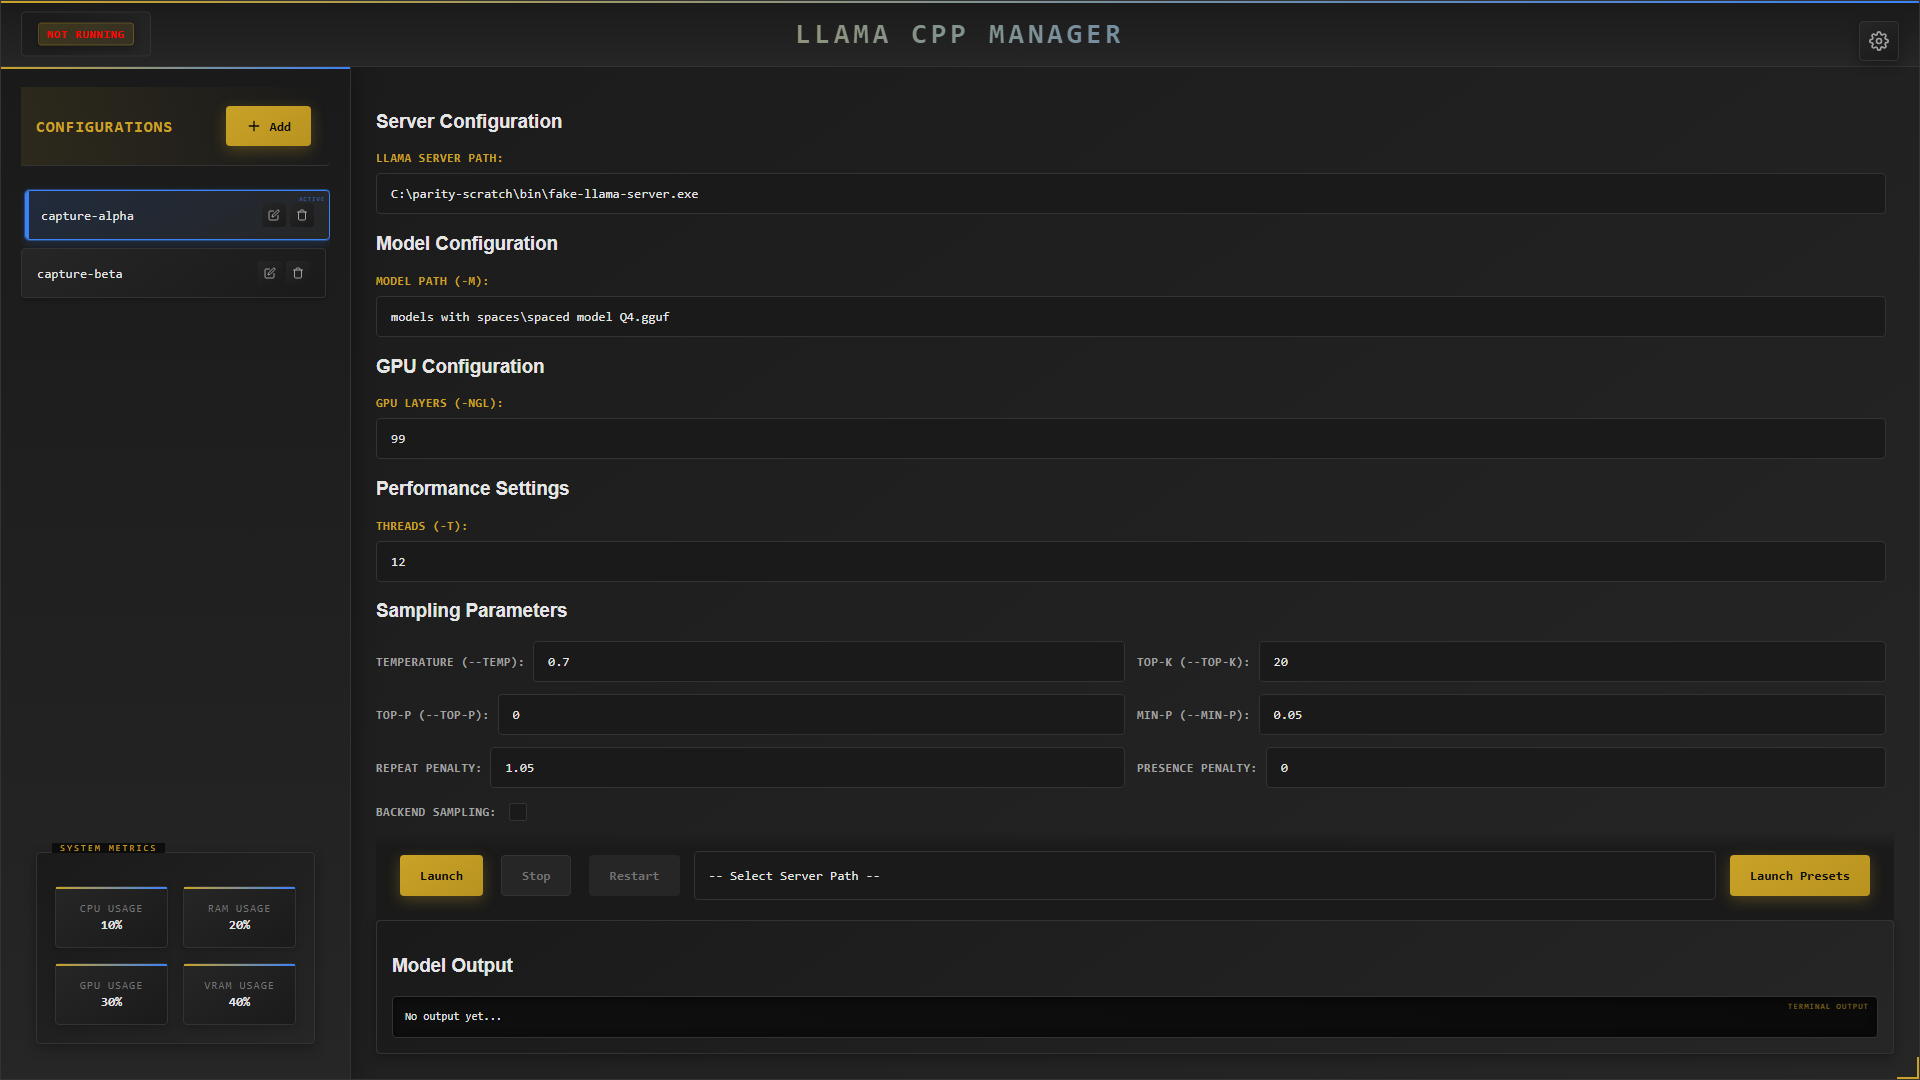 NOT RUNNING
LLAMA CPP MANAGER
CONFIGURATIONS
Add
ACTIVE
capture-alpha
capture-beta
SYSTEM METRICS
CPU USAGE
10%
RAM USAGE
20%
GPU USAGE
30%
VRAM USAGE
40%
Server Configuration
LLAMA SERVER PATH:
C:\parity-scratch\bin\fake-llama-server.exe
Model Configuration
MODEL PATH (-M):
models with spaces\spaced model Q4.gguf
GPU Configuration
GPU LAYERS (-NGL):
99
Performance Settings
THREADS (-T):
12
Sampling Parameters
TEMPERATURE (--TEMP): 0.7
TOP-K (--TOP-K): 20
TOP-P (--TOP-P): 0
MIN-P (--MIN-P): 0.05
REPEAT PENALTY: 1.05
PRESENCE PENALTY: 0
BACKEND SAMPLING:
Launch
Stop
Restart
-- Select Server Path --
Launch Presets
Model Output
TERMINAL OUTPUT
No output yet...